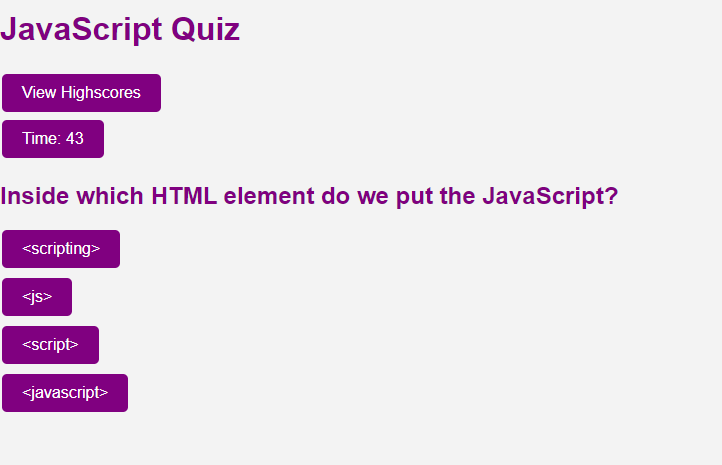 JavaScript Quiz
View Highscores
Time: 43
Inside which HTML element do we put the JavaScript?
<scripting>
<js>
<script>
<javascript>